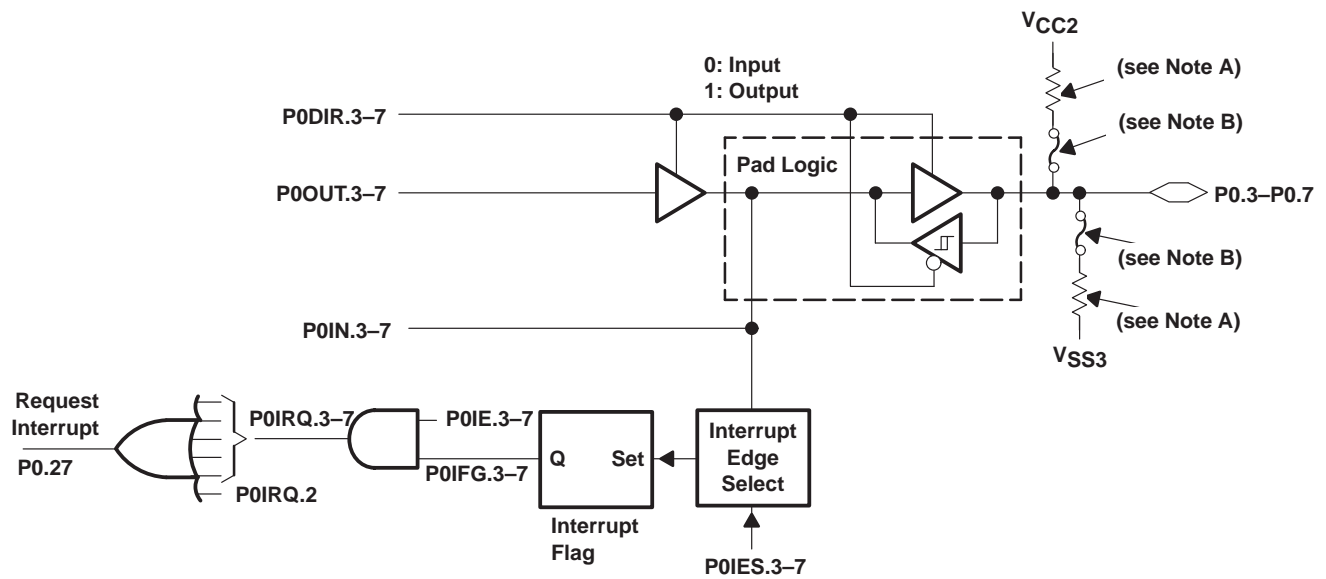 VCC2
(see Note A)
0: Input
1: Output
(see Note B)
P0DIR.3–7
Pad Logic
P0OUT.3–7
P0.3–P0.7
(see Note B)
(see Note A)
P0IN.3–7
VSS3
Request
Interrupt
P0.27
P0IRQ.3–7
P0IE.3–7
P0IFG.3–7
P0IRQ.2
Q
Set
Interrupt
Flag
Interrupt
Edge
Select
P0IES.3–7